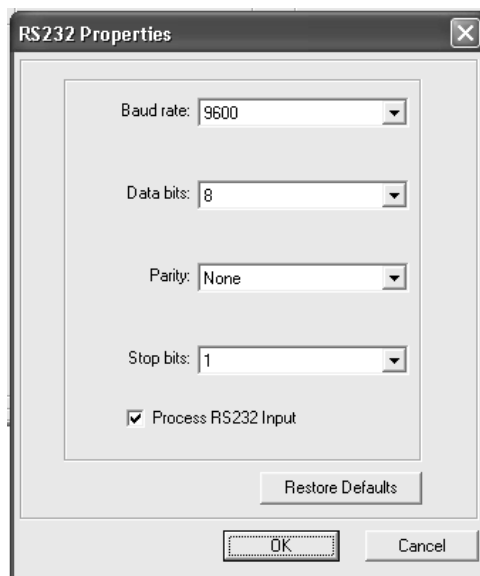 RS232 Properties
Baud rate: 9600
Data bits: 8
Parity: None
Stop bits: 1
Process RS232 Input
Restore Defaults
OK Cancel